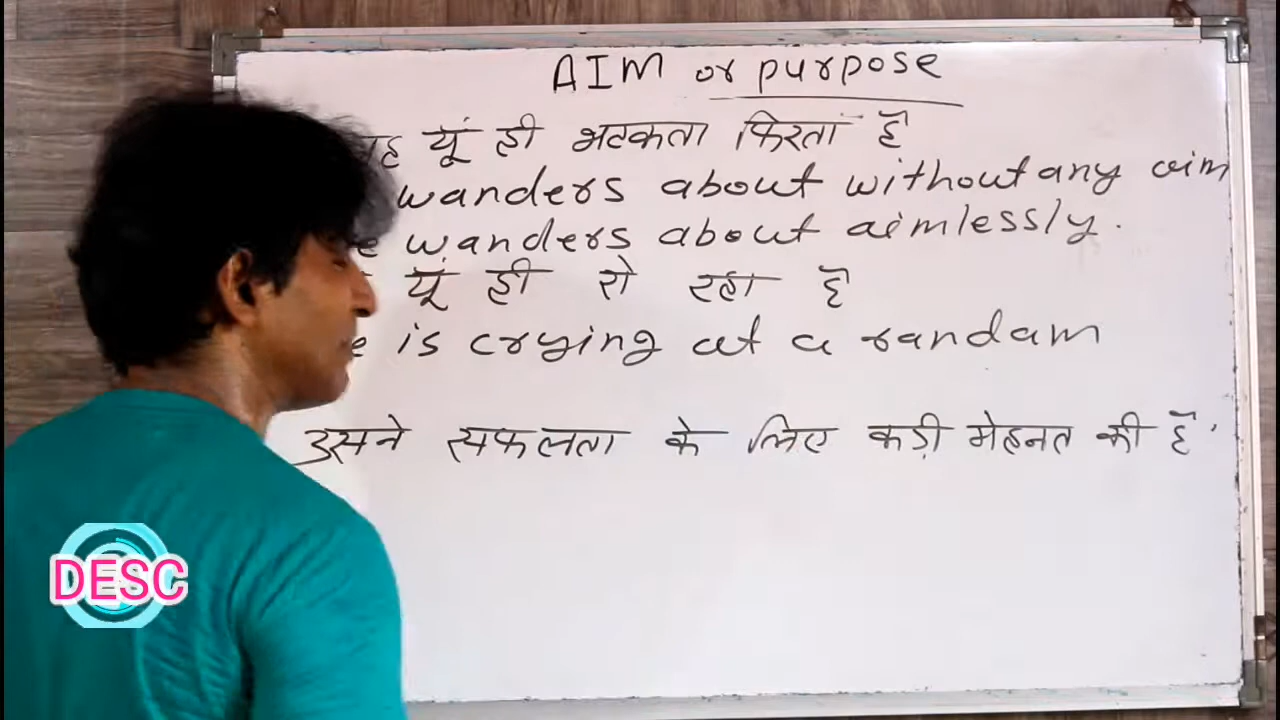 AIM or purpose
यूं ही भटकता फिरता है
wanders about without any aim
wanders about aimlessly.
यूं ही रो रहा है
is crying at a randam
उसने सफलता के लिए कड़ी मेहनत की है.
DESC